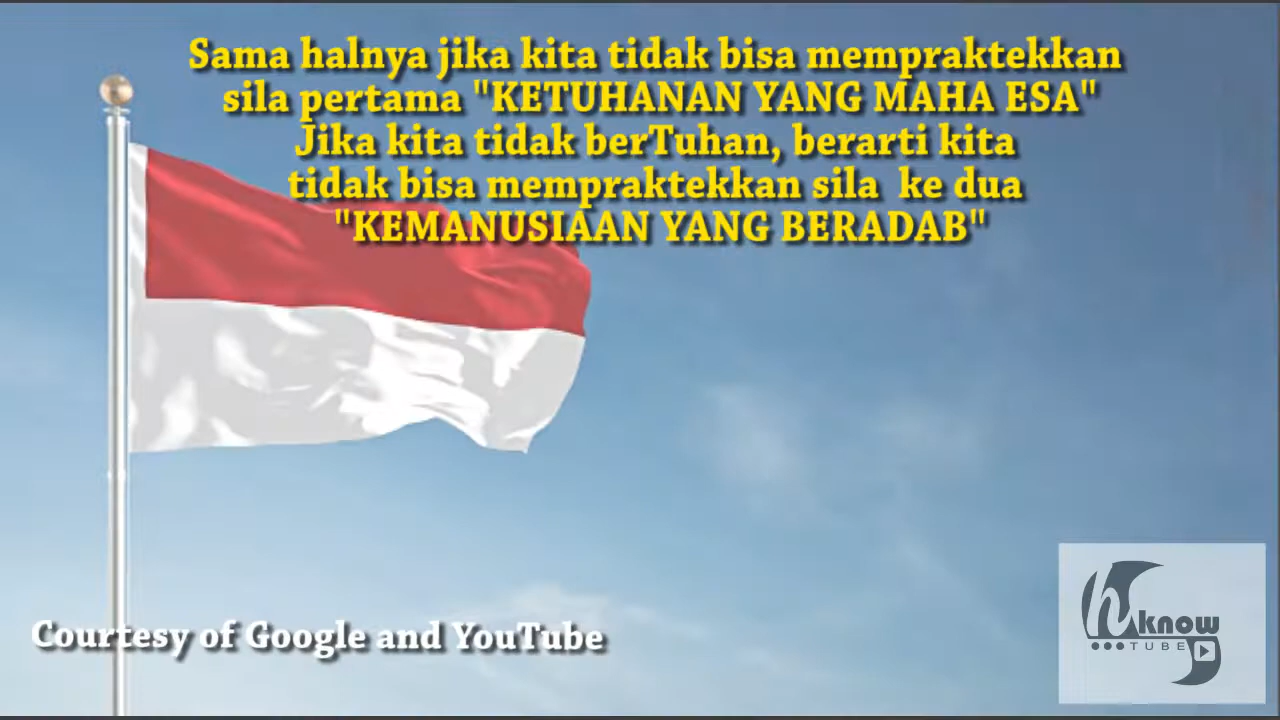 Sama halnya jika kita tidak bisa mempraktekkan
sila pertama "KETUHANAN YANG MAHA ESA"
Jika kita tidak berTuhan, berarti kita
tidak bisa mempraktekkan sila ke dua
"KEMANUSIAAN YANG BERADAB"
Courtesy of Google and YouTube
know
TUBE